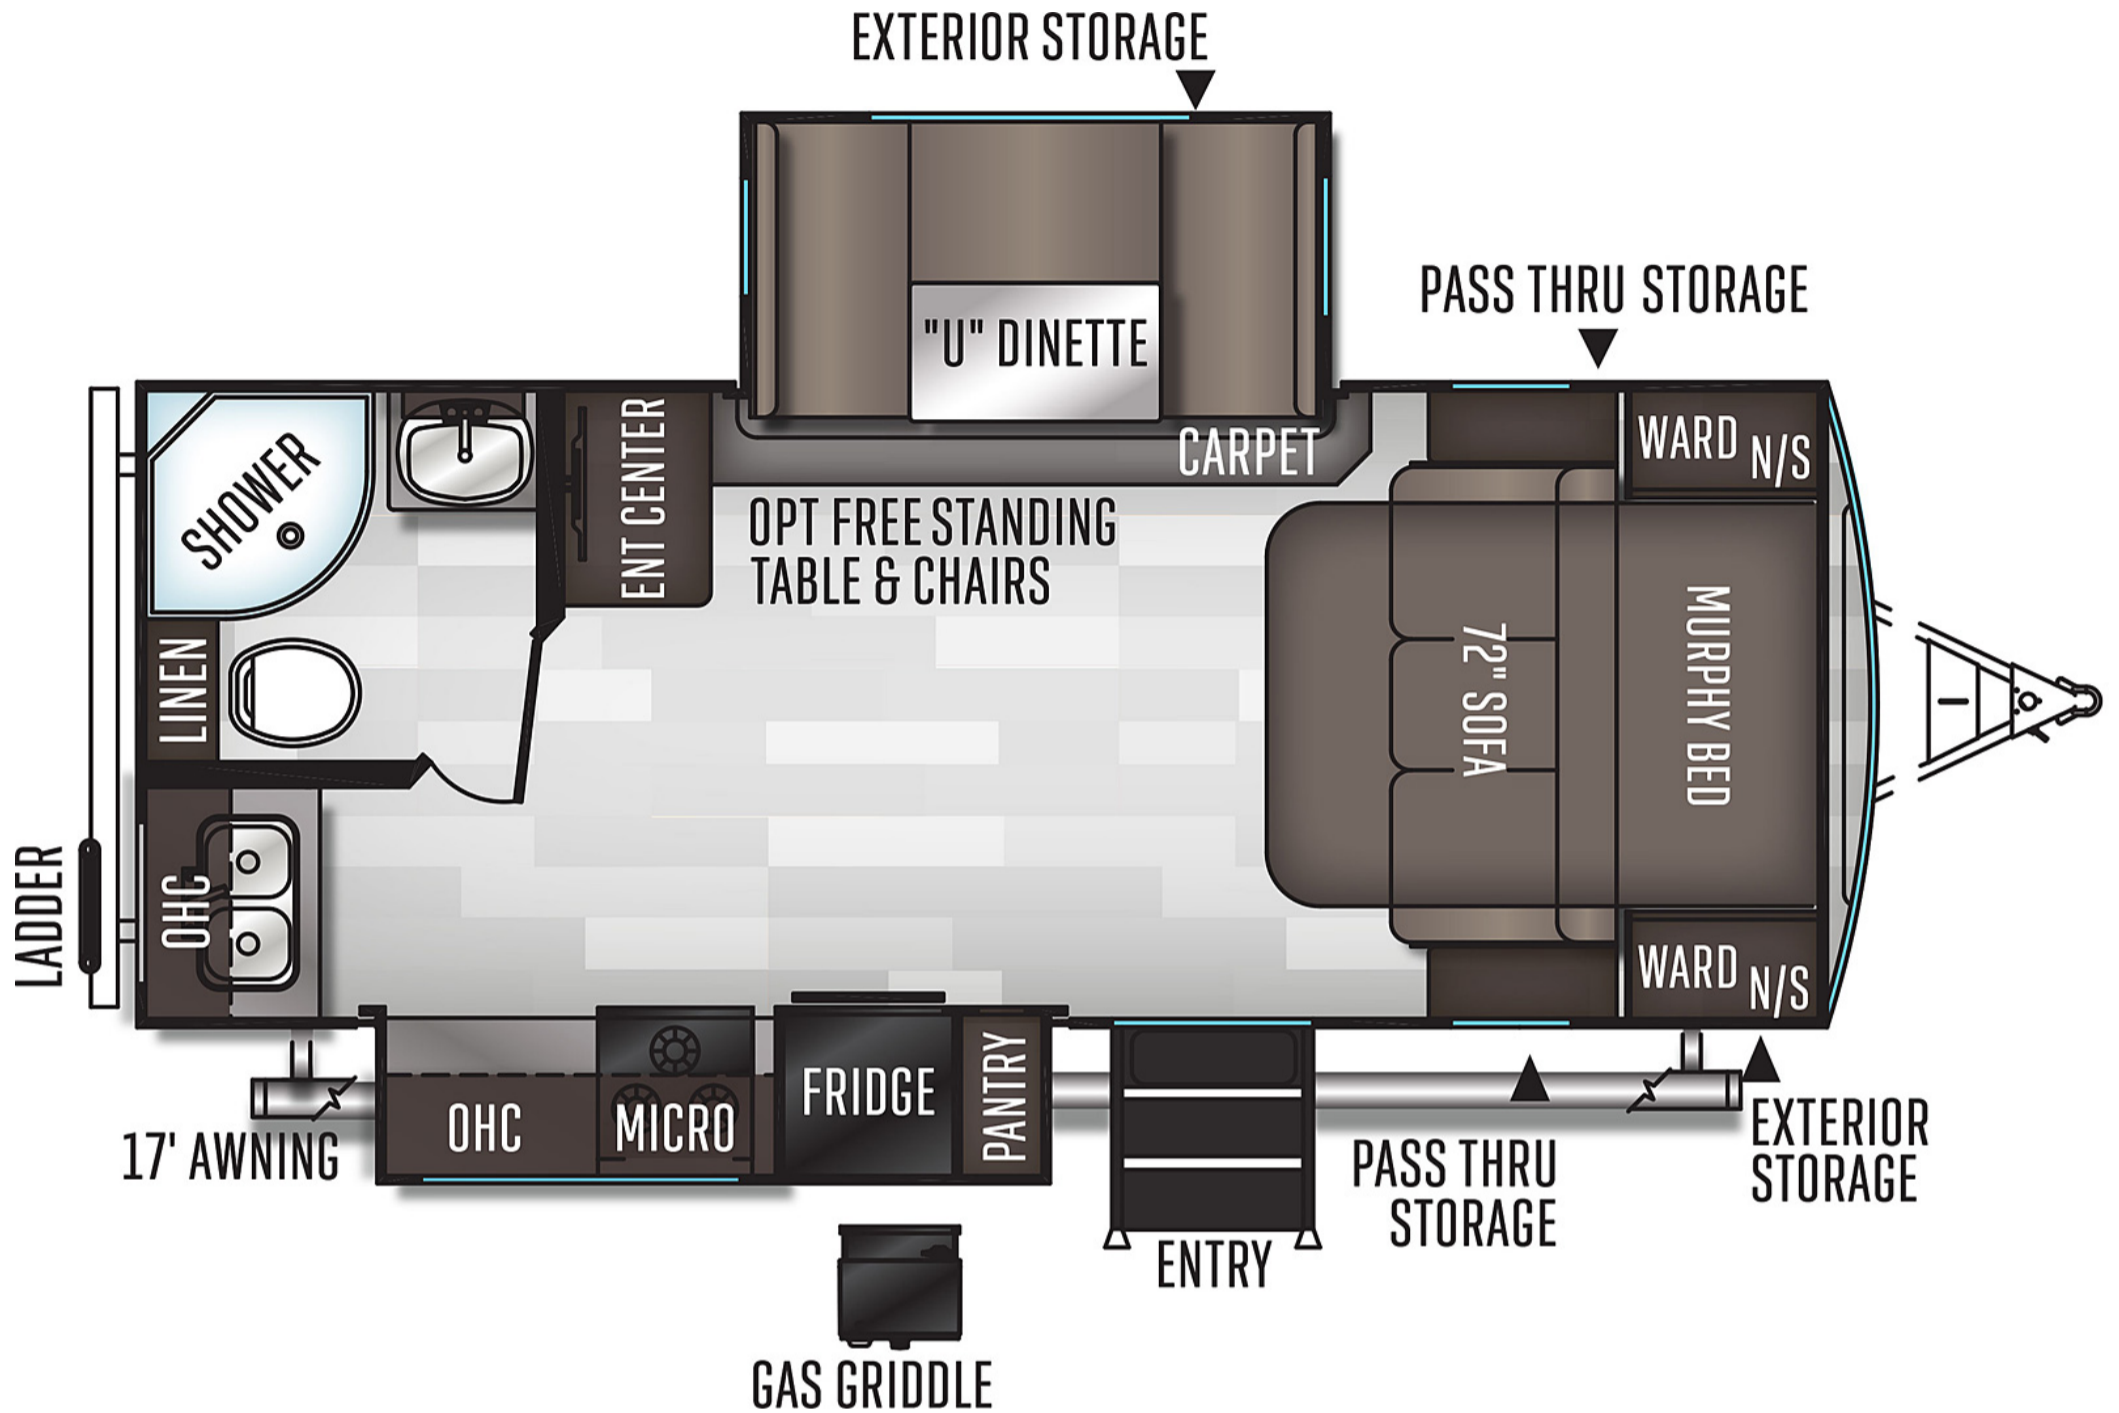 EXTERIOR STORAGE
PASS THRU STORAGE
"U" DINETTE
CARPET
WARD N/S
SHOWER
ENT CENTER
OPT FREE STANDING
TABLE & CHAIRS
LINEN
72" SOFA
MURPHY BED
LADDER
OHC
WARD N/S
17' AWNING
OHC
MICRO
FRIDGE
PANTRY
EXTERIOR
STORAGE
PASS THRU
STORAGE
ENTRY
GAS GRIDDLE